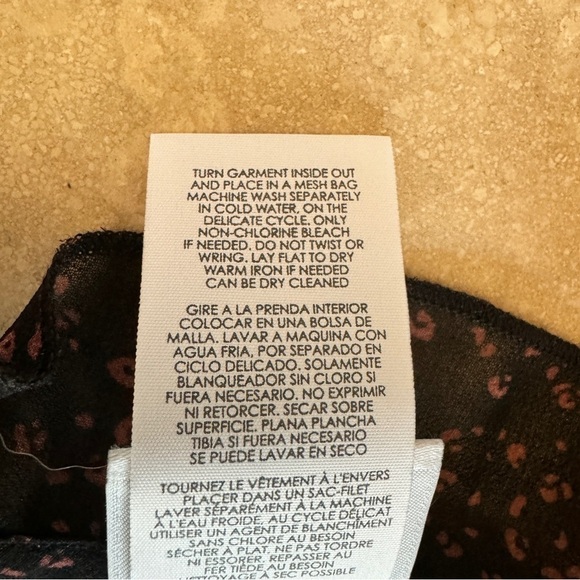 TURN GARMENT INSIDE OUT
AND PLACE IN A MESH BAG
MACHINE WASH SEPARATELY
IN COLD WATER, ON THE
DELICATE CYCLE. ONLY
NON-CHLORINE BLEACH
IF NEEDED. DO NOT TWIST OR
WRING. LAY FLAT TO DRY
WARM IRON IF NEEDED
CAN BE DRY CLEANED
GIRE A LA PRENDA INTERIOR
COLOCAR EN UNA BOLSA DE
MALLA. LAVAR A MAQUINA CON
AGUA FRIA, POR SEPARADO EN
CICLO DELICADO. SOLAMENTE
BLANQUEADOR SIN CLORO SI
FUERA NECESARIO. NO EXPRIMIR
NI RETORCER. SECAR SOBRE
SUPERFICIE. PLANA PLANCHA
TIBIA SI FUERA NECESARIO
SE PUEDE LAVAR EN SECO
TOURNEZ LE VÊTEMENT À L'ENVERS
PLACER DANS UN SAC-FILET
LAVER SÉPARÉMENT À LA MACHINE
À L'EAU FROIDE, AU CYCLE DÉLICAT
UTILISER UN AGENT DE BLANCHÎMENT
SANS CHLORE AU BESOIN
SÉCHER À PLAT. NE PAS TORDRE
NI ESSORER. REPASSER AU
FER TIÈDE AU BESOIN
NETTOYAGE À SEC POSSIBLE